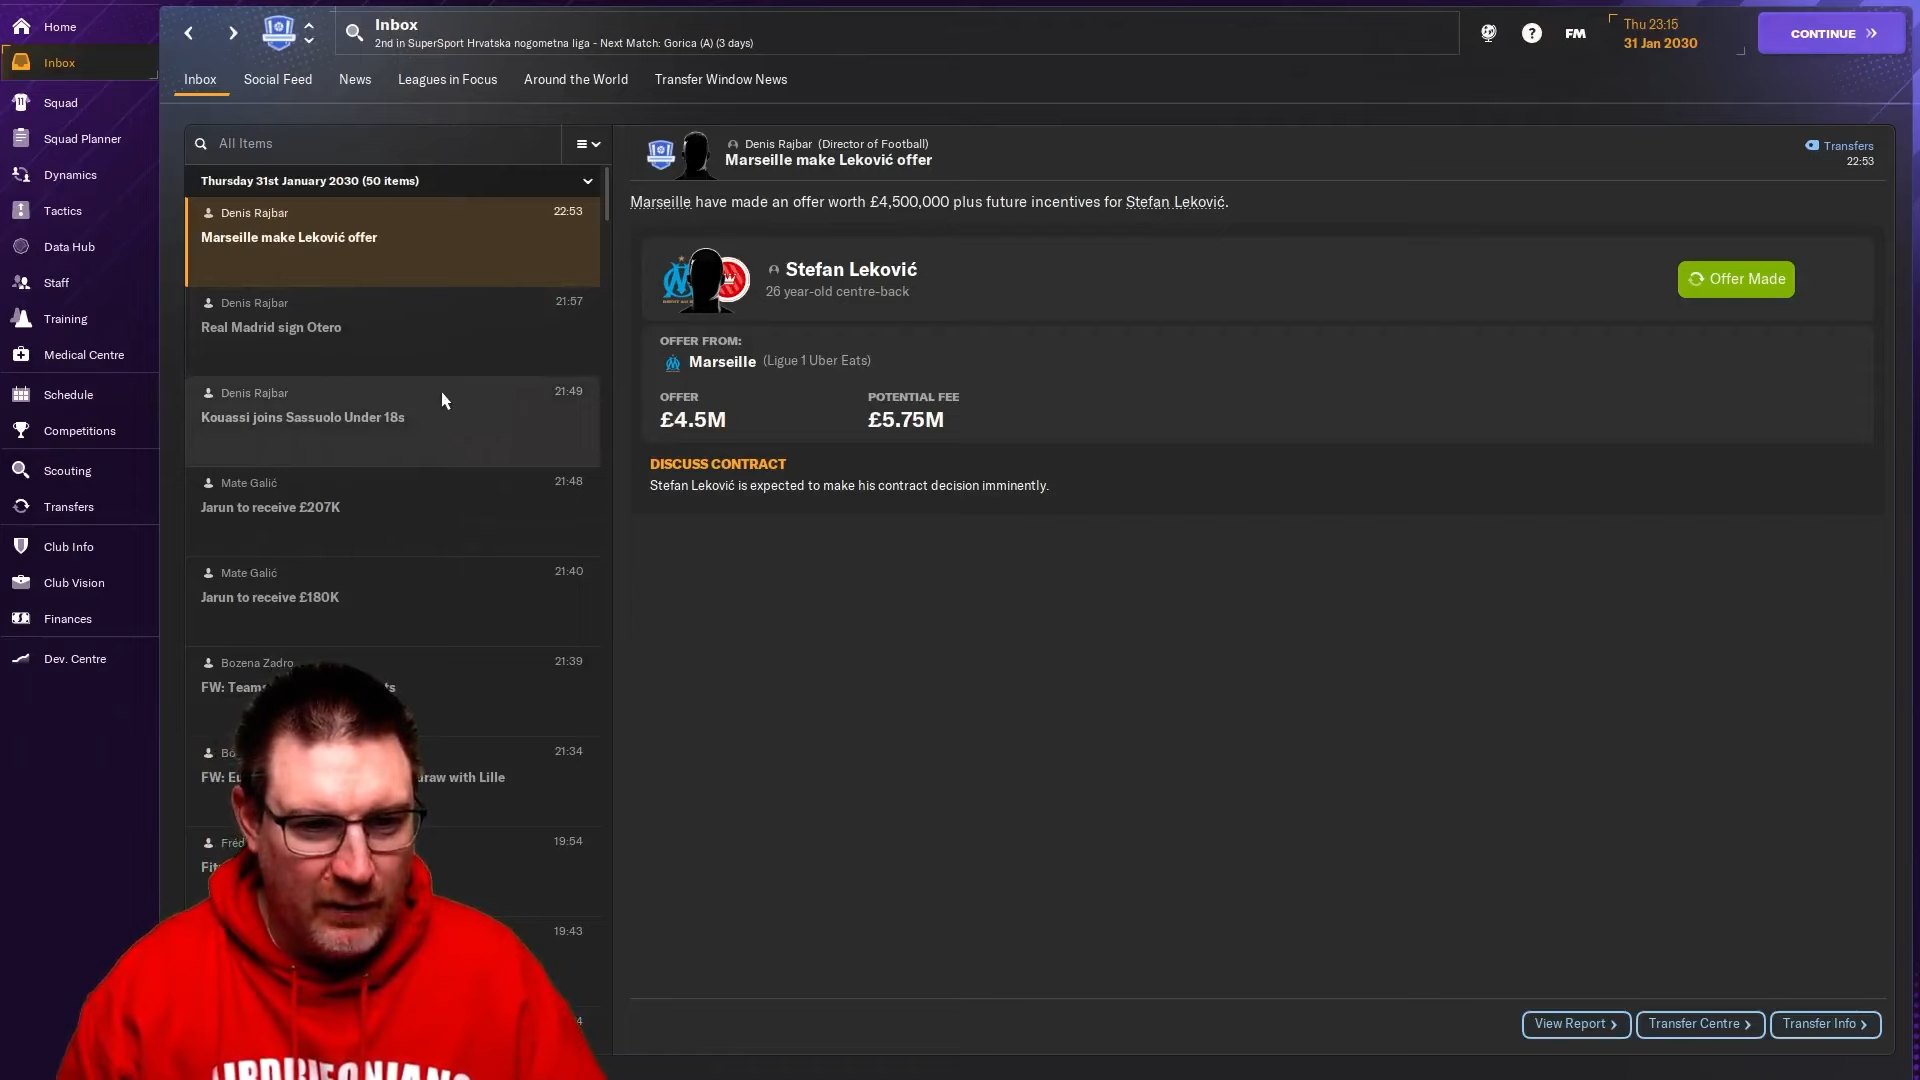 Home
Inbox
Squad
Squad Planner
Dynamics
Tactics
Data Hub
Staff
Training
Medical Centre
Schedule
Competitions
Scouting
Transfers
Club Info
Club Vision
Finances
Dev. Centre
Inbox
2nd in SuperSport Hrvatska nogometna liga - Next Match: Gorica (A) (3 days)
FM
Thu 23:15
31 Jan 2030
CONTINUE
Inbox Social Feed News Leagues in Focus Around the World Transfer Window News
All Items
Thursday 31st January 2030 (50 items)
Denis Rajbar 22:53
Marseille make Leković offer
Denis Rajbar 21:57
Real Madrid sign Otero
Denis Rajbar 21:49
Kouassi joins Sassuolo Under 18s
Mate Galić 21:48
Jarun to receive £207K
Mate Galić 21:40
Jarun to receive £180K
Bozena Zadro 21:39
FW: Teams
21:34
FW: draw with Lille
19:54
19:43
Denis Rajbar (Director of Football)
Marseille make Leković offer
Transfers
22:53
Marseille have made an offer worth £4,500,000 plus future incentives for Stefan Leković.
Stefan Leković
26 year-old centre-back
Offer Made
OFFER FROM:
Marseille (Ligue 1 Uber Eats)
OFFER POTENTIAL FEE
£4.5M £5.75M
DISCUSS CONTRACT
Stefan Leković is expected to make his contract decision imminently.
View Report Transfer Centre Transfer Info